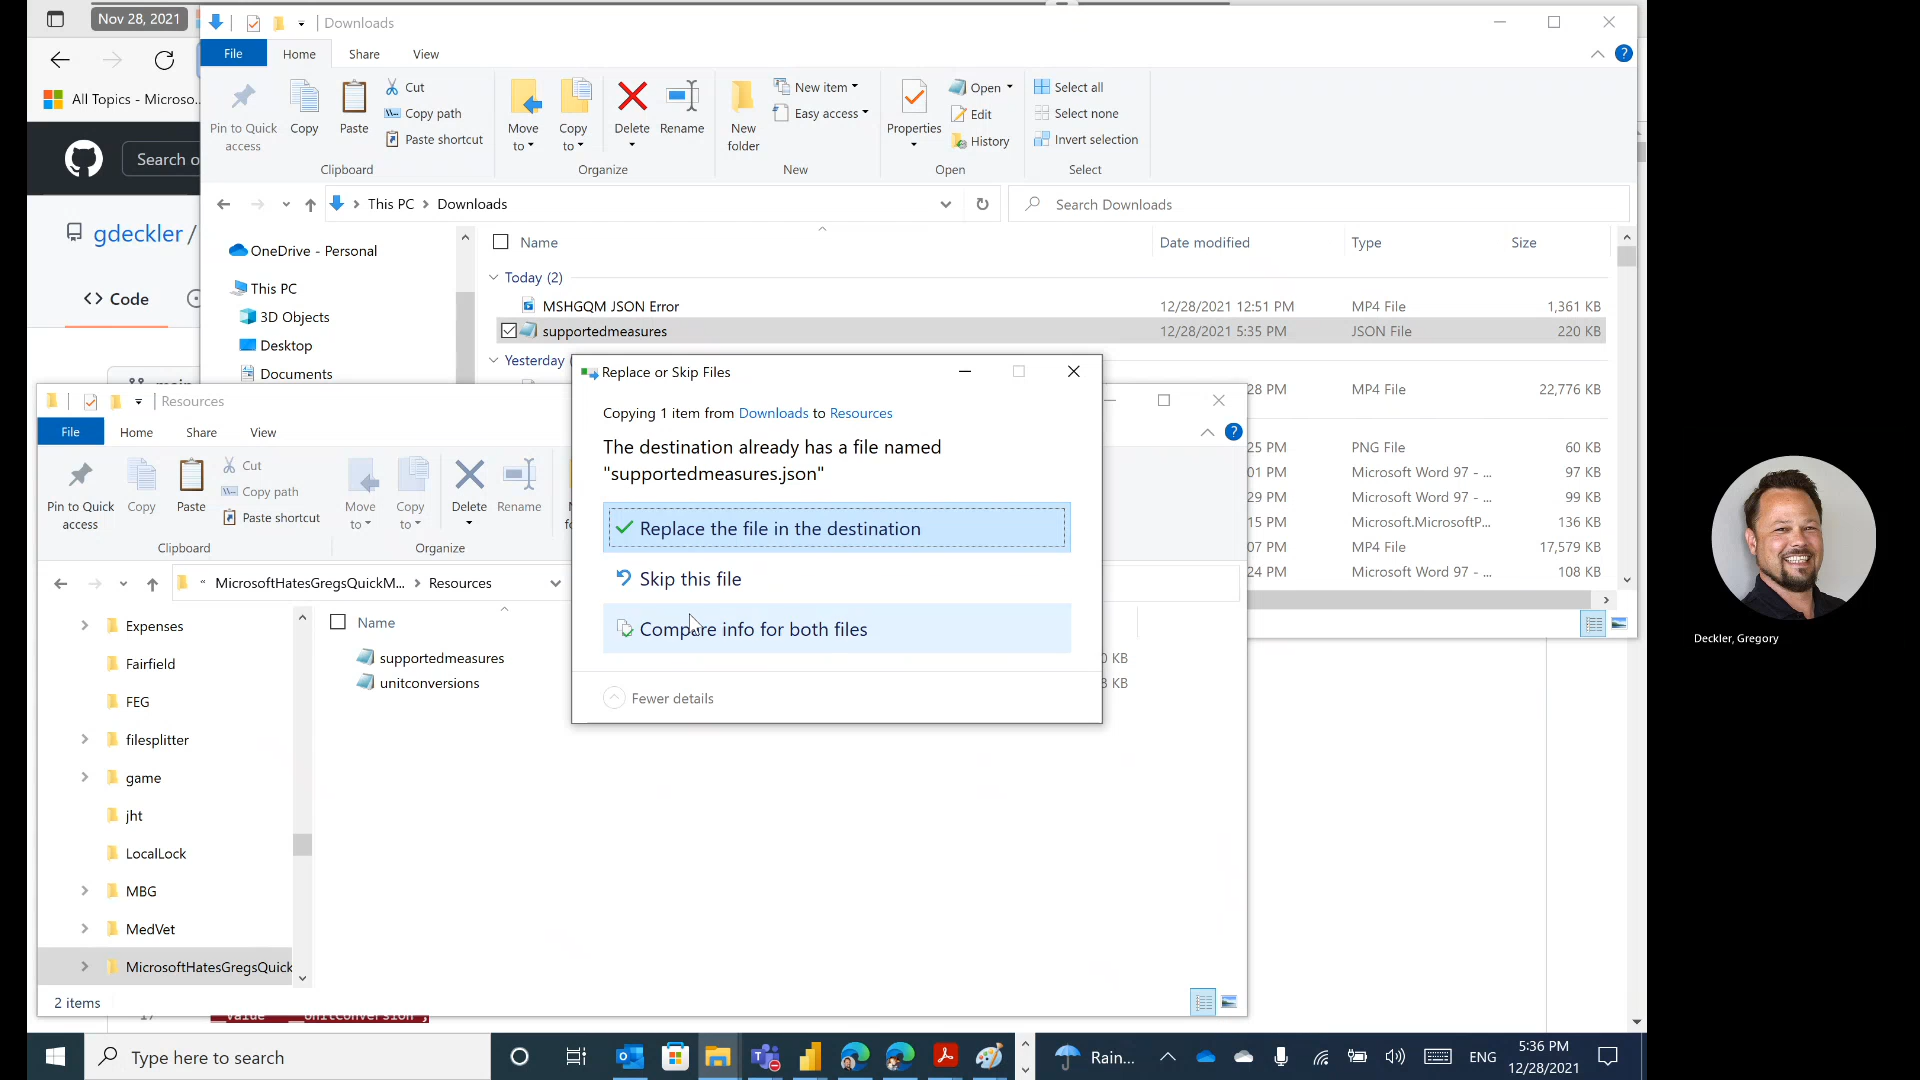 Nov 28, 2021
Downloads
File Home Share View
All Topics - Microso...
Pin to Quick access
Copy
Paste
Cut
Copy path
Paste shortcut
Clipboard
Move to
Copy to
Delete
Rename
Organize
New folder
New item
Easy access
New
Properties
Open
Edit
History
Open
Select all
Select none
Invert selection
Select
Search o
This PC > Downloads
Search Downloads
gdeckler /
Code
OneDrive - Personal
This PC
3D Objects
Desktop
Documents
Name Date modified Type Size
Today (2)
MSHGQM JSON Error 12/28/2021 12:51 PM MP4 File 1,361 KB
supportedmeasures 12/28/2021 5:35 PM JSON File 220 KB
Yesterday
28 PM MP4 File 22,776 KB
25 PM PNG File 60 KB
01 PM Microsoft Word 97 - ... 97 KB
29 PM Microsoft Word 97 - ... 99 KB
15 PM Microsoft.MicrosoftP... 136 KB
07 PM MP4 File 17,579 KB
24 PM Microsoft Word 97 - ... 108 KB
Replace or Skip Files
Copying 1 item from Downloads to Resources
The destination already has a file named
"supportedmeasures.json"
Replace the file in the destination
Skip this file
Compare info for both files
Fewer details
Resources
File Home Share View
Pin to Quick access
Copy
Paste
Cut
Copy path
Paste shortcut
Clipboard
Move to
Copy to
Delete
Rename
Organize
« MicrosoftHatesGregsQuickM... > Resources
Name
supportedmeasures
unitconversions
KB
KB
Expenses
Fairfield
FEG
filesplitter
game
jht
LocalLock
MBG
MedVet
MicrosoftHatesGregsQuick
2 items
Deckler, Gregory
Type here to search
Rain...
ENG
5:36 PM
12/28/2021